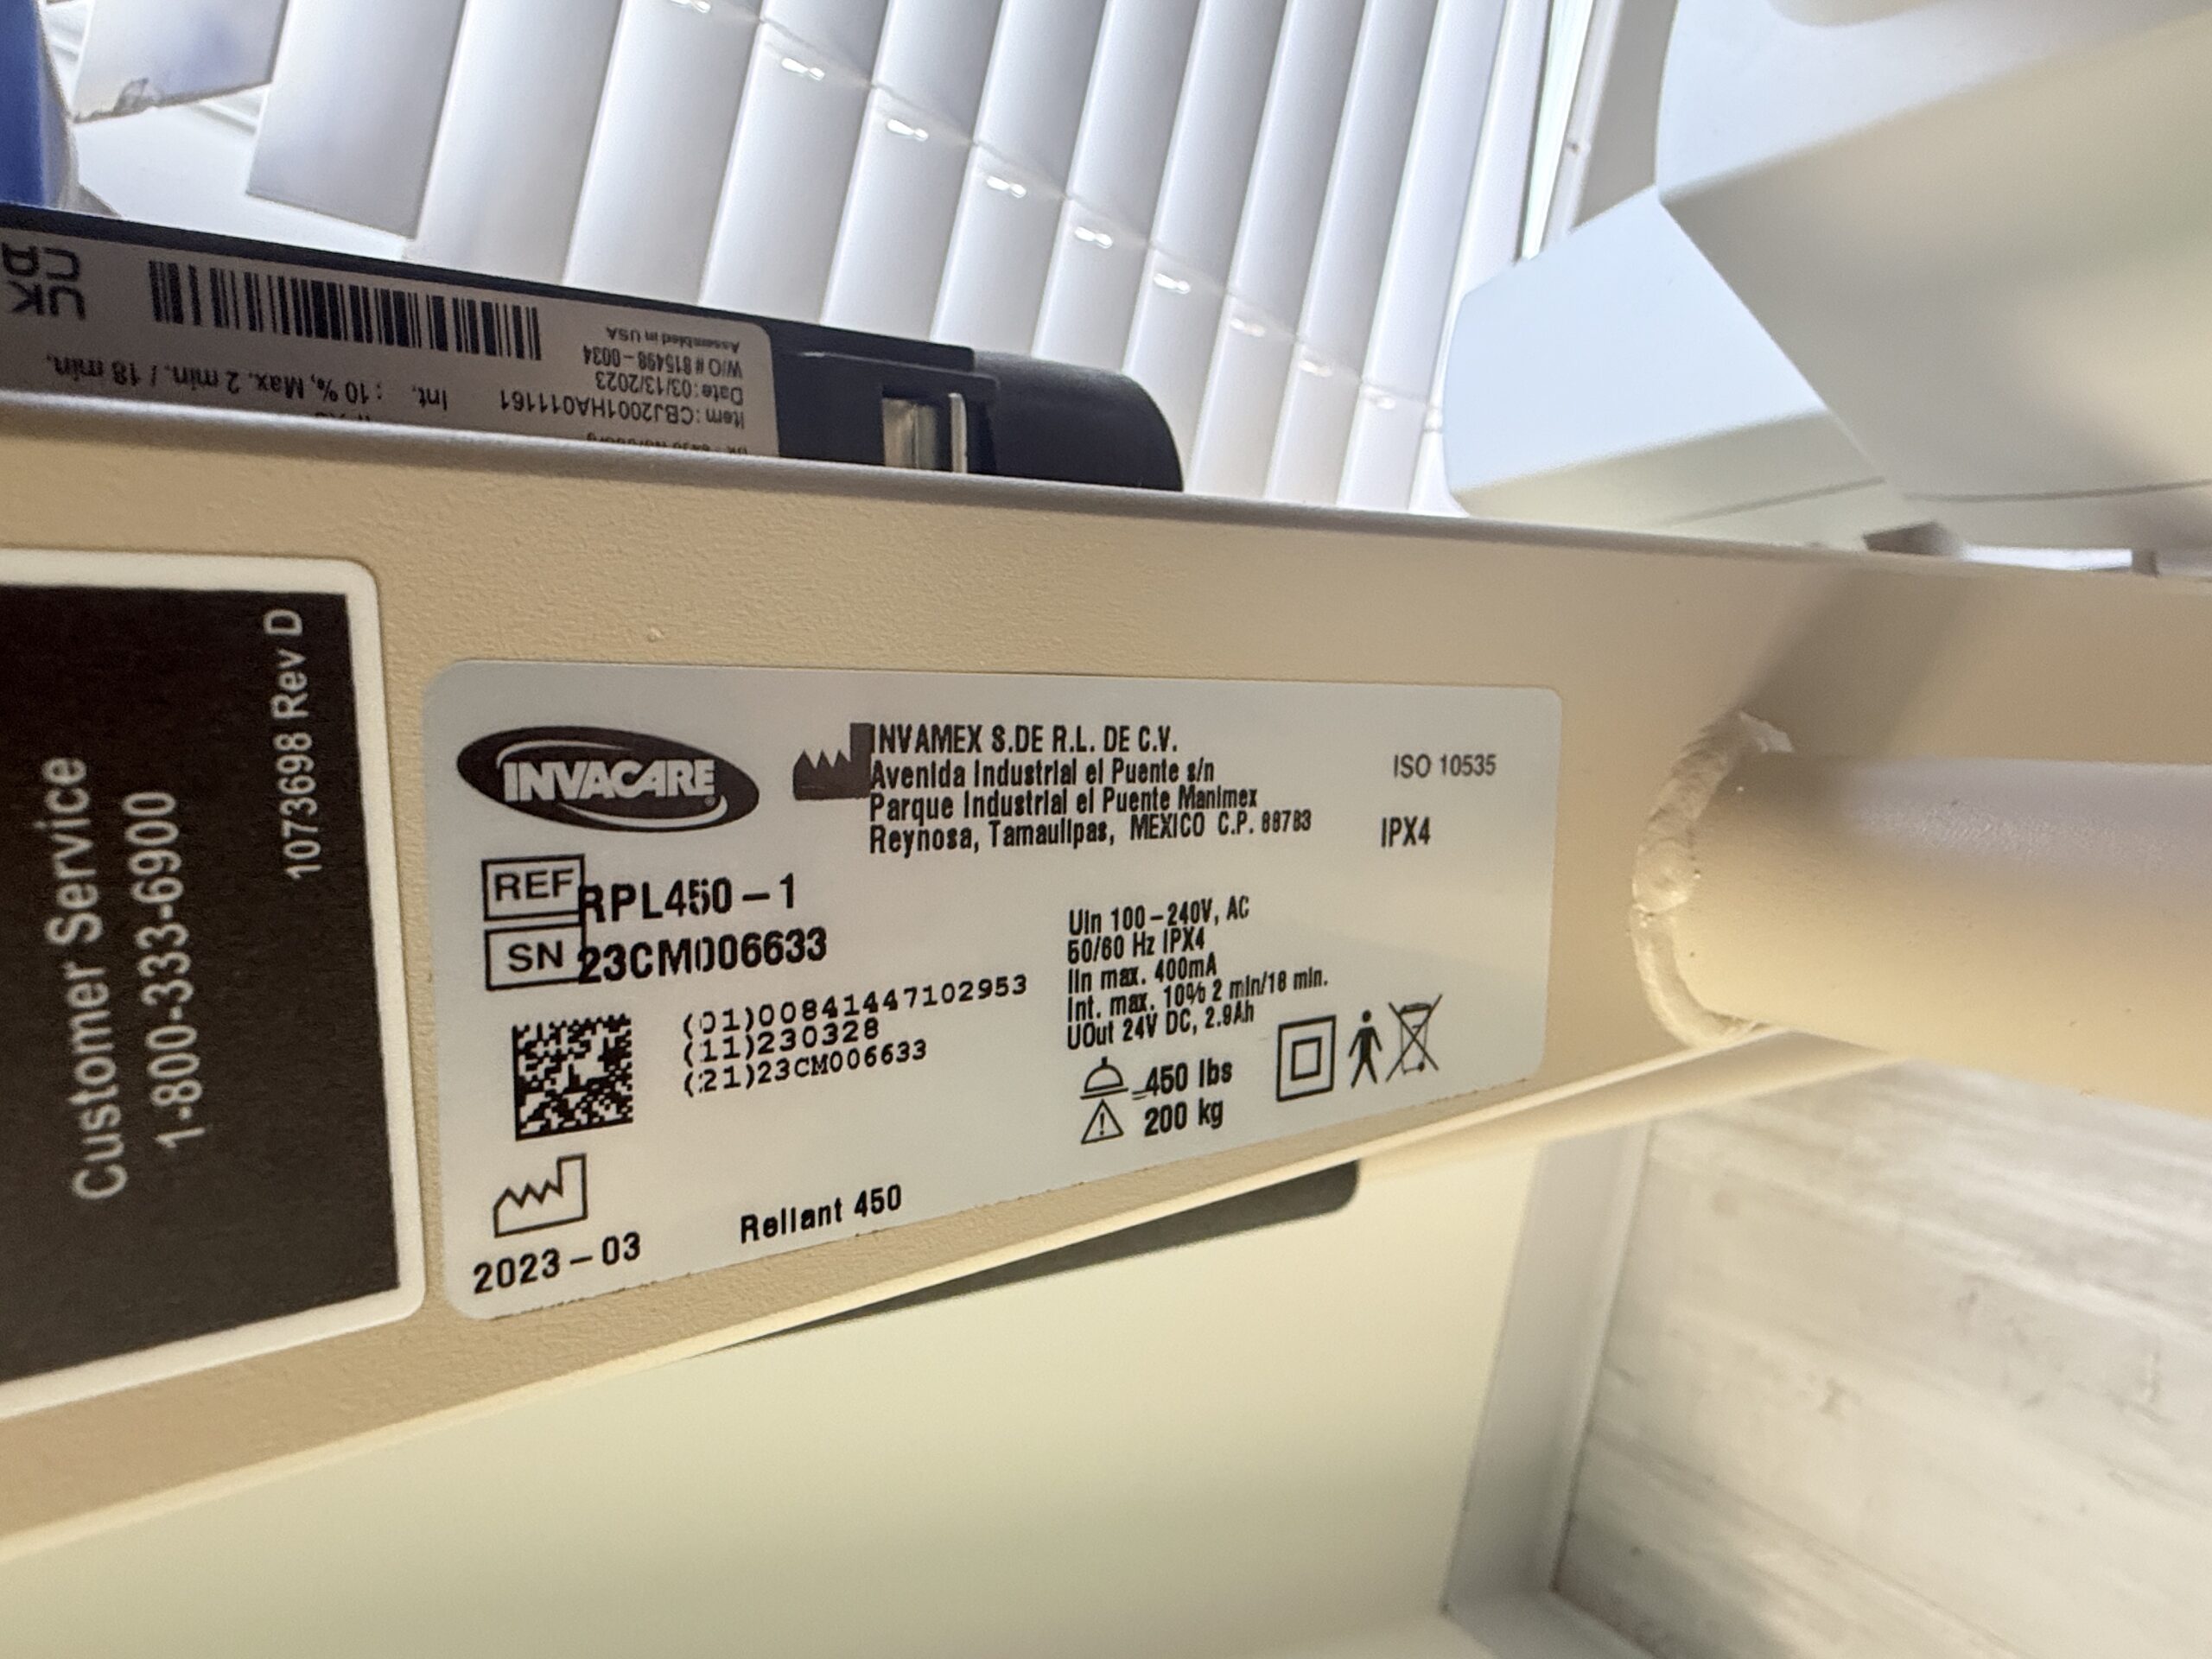 UK
CA
Assembled in USA
W/O # 815498-0034
Date: 03/13/2023
Item: CBJ2001HA011161
Int. : 10 %, Max. 2 min. / 18 min.
Customer Service
1-800-333-6900
1073698 Rev D
INVACARE
INVAMEX S.DE R.L. DE C.V.
Avenida Industrial el Puente s/n
Parque Industrial el Puente Manimex
Reynosa, Tamaulipas, MEXICO C.P. 88783
ISO 10535
IPX4
REF RPL450-1
SN 23CM006633
(01)00841447102953
(11)230328
(21)23CM006633
UIn 100-240V, AC
50/60 Hz IPX4
IIn max. 400mA
Int. max. 10% 2 min/18 min.
UOut 24V DC, 2.9Ah
450 lbs
200 kg
2023-03
Reliant 450